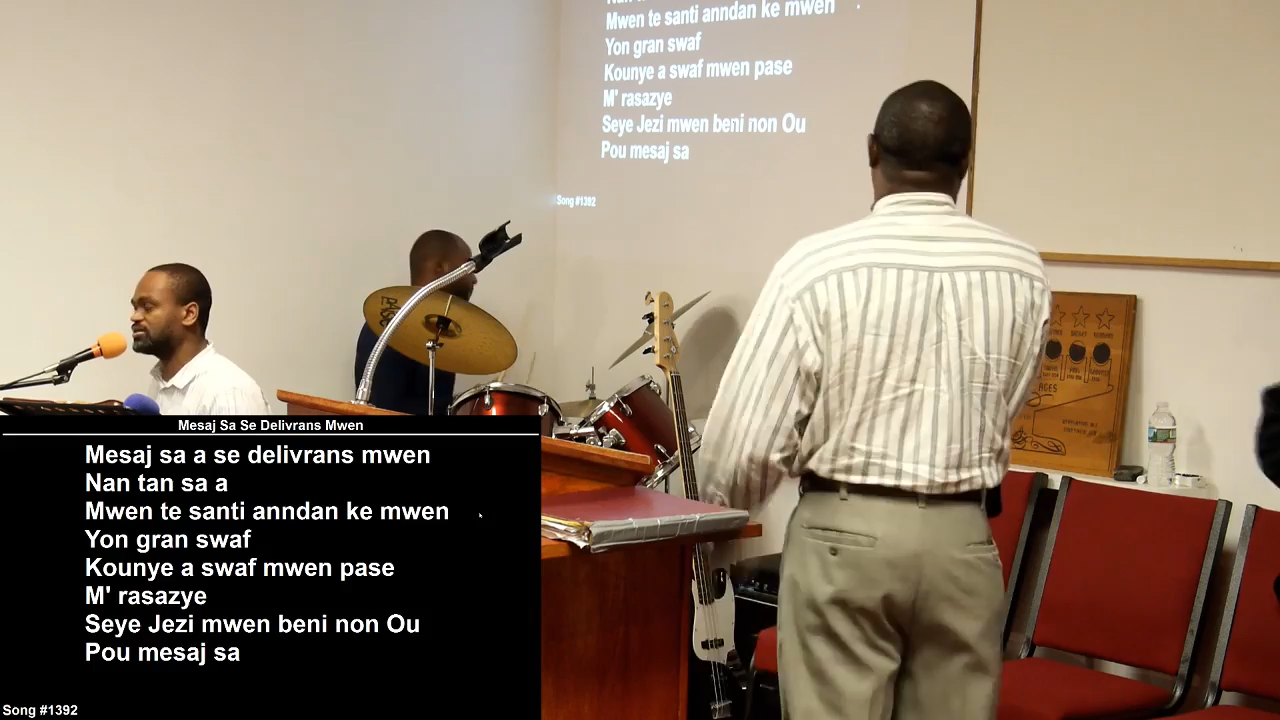 Mwen te santi anndan ke mwen
Yon gran swaf
Kounye a swaf mwen pase
M' rasazye
Seye Jezi mwen beni non Ou
Pou mesaj sa
Song #1392
Mesaj Sa Se Delivrans Mwen
Mesaj sa a se delivrans mwen
Nan tan sa a
Mwen te santi anndan ke mwen
Yon gran swaf
Kounye a swaf mwen pase
M' rasazye
Seye Jezi mwen beni non Ou
Pou mesaj sa
Song #1392
AGES